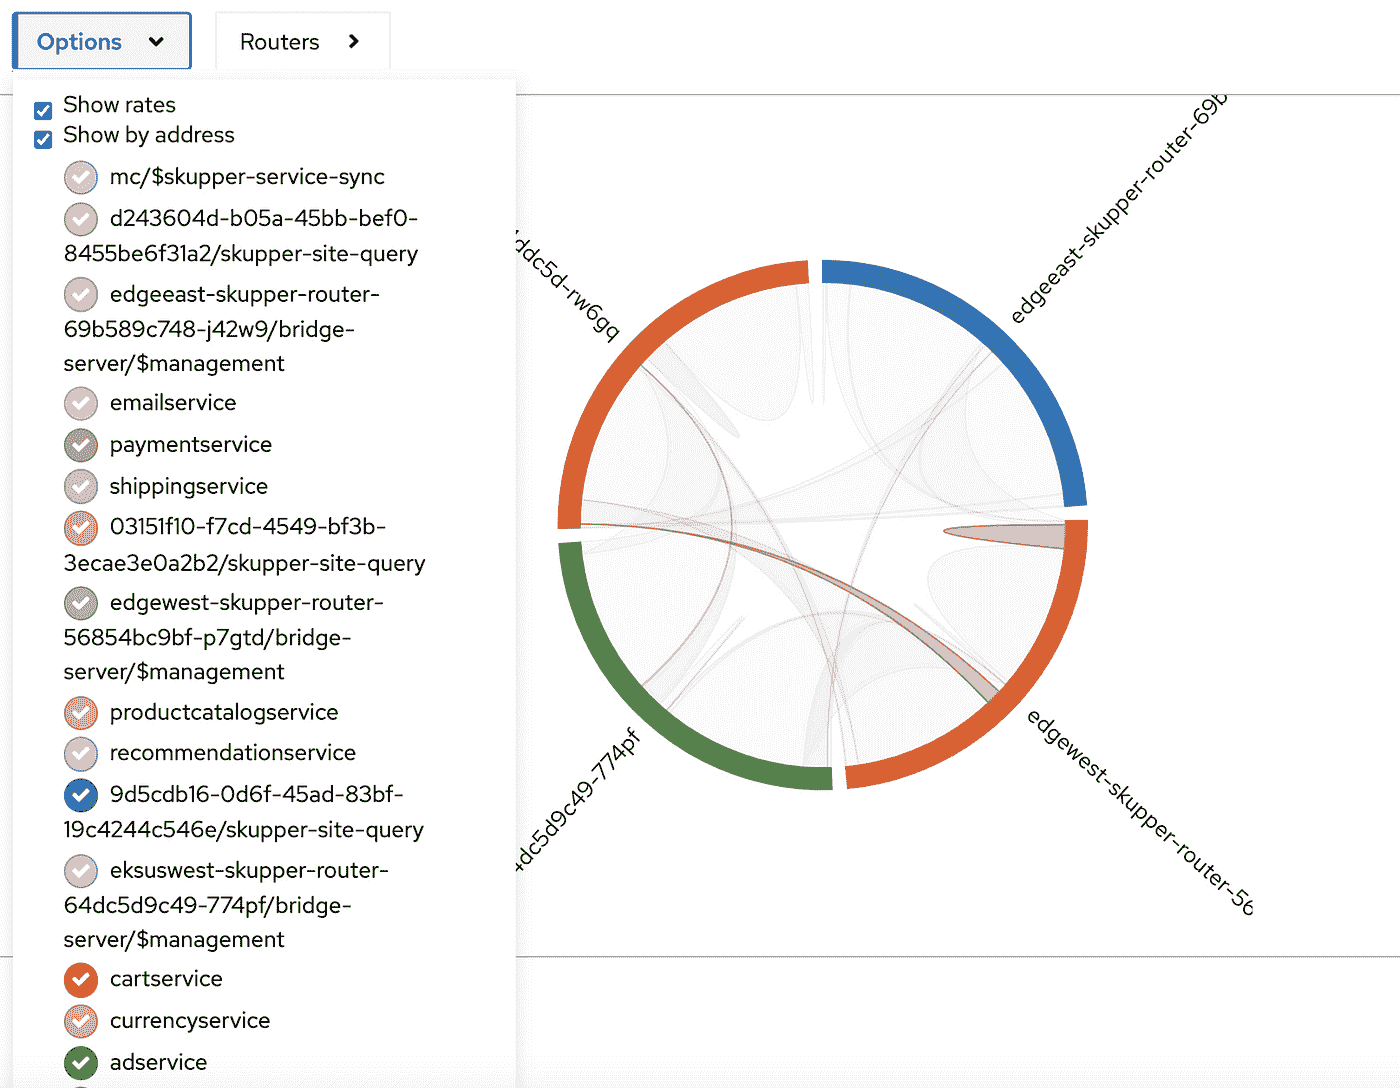 Options
Routers
Show rates
Show by address
mc/$skupper-service-sync
d243604d-b05a-45bb-bef0-
8455be6f31a2/skupper-site-query
edgeeast-skupper-router-
69b589c748-j42w9/bridge-
server/$management
emailservice
paymentservice
shippingservice
03151f10-f7cd-4549-bf3b-
3ecae3e0a2b2/skupper-site-query
edgewest-skupper-router-
56854bc9bf-p7gtd/bridge-
server/$management
productcatalogservice
recommendationservice
9d5cdb16-0d6f-45ad-83bf-
19c4244c546e/skupper-site-query
eksuswest-skupper-router-
64dc5d9c49-774pf/bridge-
server/$management
cartservice
currencyservice
adservice
ddc5d-rw6gq
edgeeast-skupper-router-69b
4dc5d9c49-774pf
edgewest-skupper-router-56